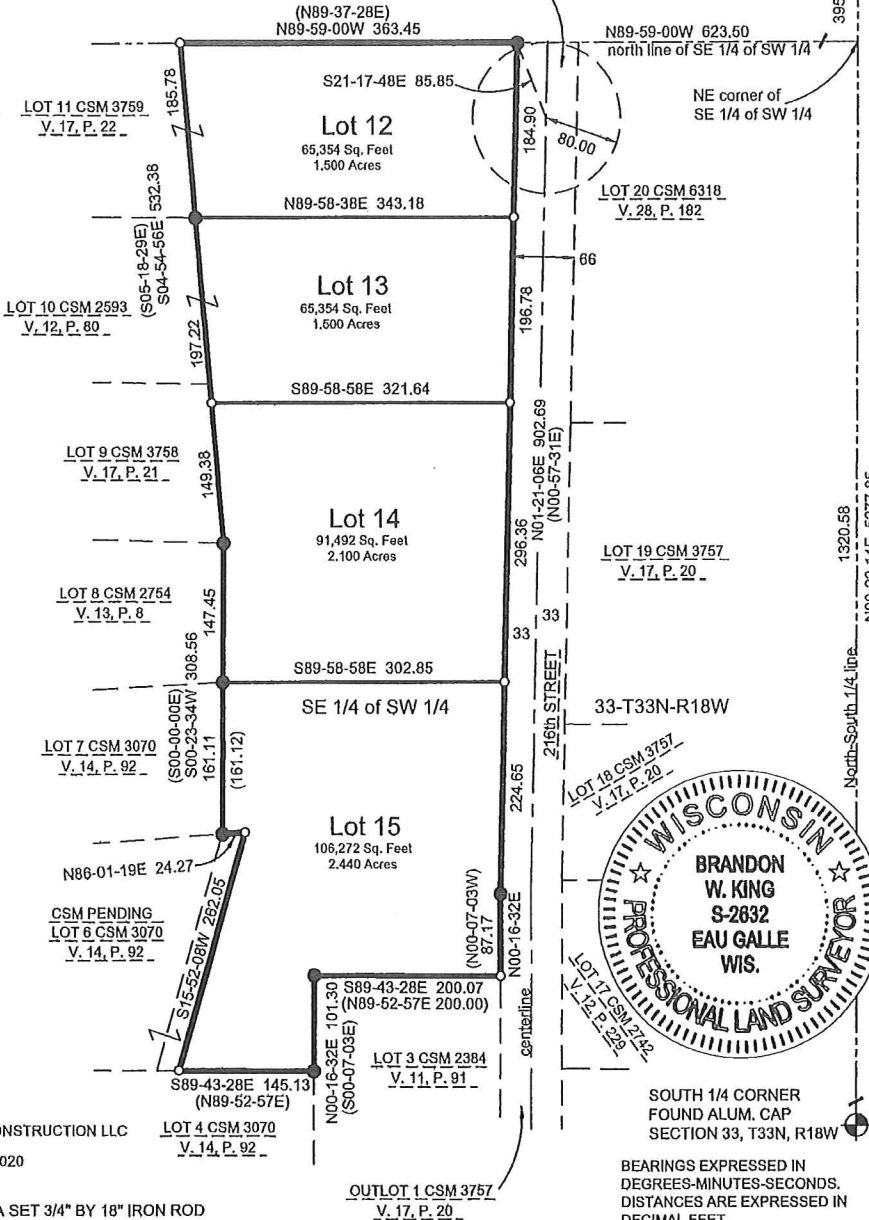 (N89-37-28E)
N89-59-00W 363.45
N89-59-00W 623.50
north line of SE 1/4 of SW 1/4
395
S21-17-48E 85.85
NE corner of
SE 1/4 of SW 1/4
185.78
LOT 11 CSM 3759
V. 17, P. 22
Lot 12
65,354 Sq. Feet
1.500 Acres
184.90
80.00
(S05-18-29E)
S04-54-56E 532.38
N89-58-38E 343.18
LOT 20 CSM 6318
V. 28, P. 182
66
Lot 13
65,354 Sq. Feet
1.500 Acres
196.78
LOT 10 CSM 2593
V. 12, P. 80
197.22
S89-58-58E 321.64
N01-21-06E 902.69
(N00-57-31E)
LOT 9 CSM 3758
V. 17, P. 21
149.38
Lot 14
91,492 Sq. Feet
2.100 Acres
296.36
LOT 19 CSM 3757
V. 17, P. 20
1320.58
LOT 8 CSM 2754
V. 13, P. 8
147.45
33
33
(S00-00-00E)
S00-23-34W 308.56
S89-58-58E 302.85
SE 1/4 of SW 1/4
216th STREET
33-T33N-R18W
North-South 1/4 line
LOT 7 CSM 3070
V. 14, P. 92
161.11
(161.12)
224.65
LOT 18 CSM 3757
V. 17, P. 20
Lot 15
106,272 Sq. Feet
2.440 Acres
N86-01-19E 24.27
CSM PENDING
LOT 6 CSM 3070
V. 14, P. 92
S15-52-08W 262.05
(N00-07-03W)
87.17
N00-16-32E
WISCONSIN
BRANDON
W. KING
S-2632
EAU GALLE
WIS.
PROFESSIONAL LAND SURVEYOR
S89-43-28E 200.07
(N89-52-57E 200.00)
centerline
LOT 17 CSM 2742
V. 12, P. 229
N00-16-32E 101.30
(S00-07-03E)
LOT 3 CSM 2384
V. 11, P. 91
S89-43-28E 145.13
(N89-52-57E)
LOT 4 CSM 3070
V. 14, P. 92
SOUTH 1/4 CORNER
FOUND ALUM. CAP
SECTION 33, T33N, R18W
NSTRUCTION LLC
020
OUTLOT 1 CSM 3757
V. 17, P. 20
BEARINGS EXPRESSED IN
DEGREES-MINUTES-SECONDS.
DISTANCES ARE EXPRESSED IN
DECIMAL FEET
A SET 3/4" BY 18" IRON ROD